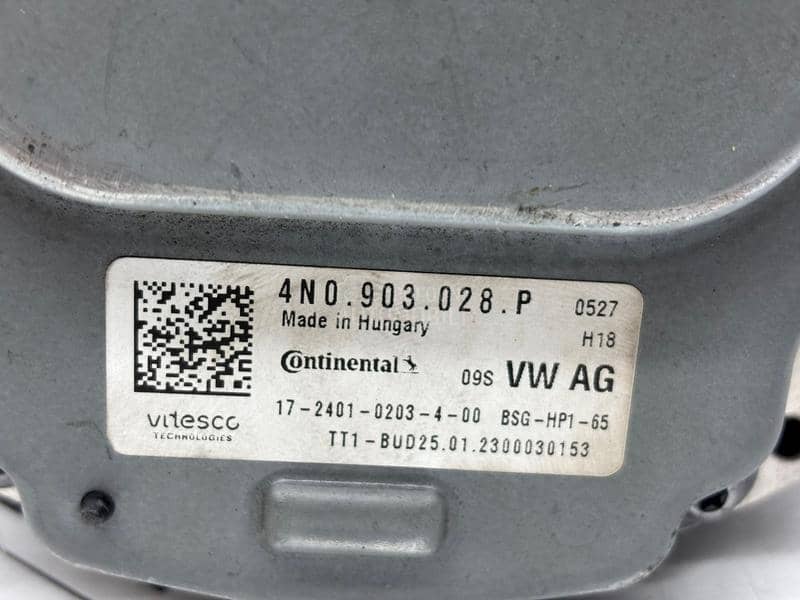 4N0.903.028.P 0527
Made in Hungary H18
Continental 09S VW AG
vitesco
TECHNOLOGIES
17-2401-0203-4-00 BSG-HP1-65
TT1-BUD25.01.2300030153